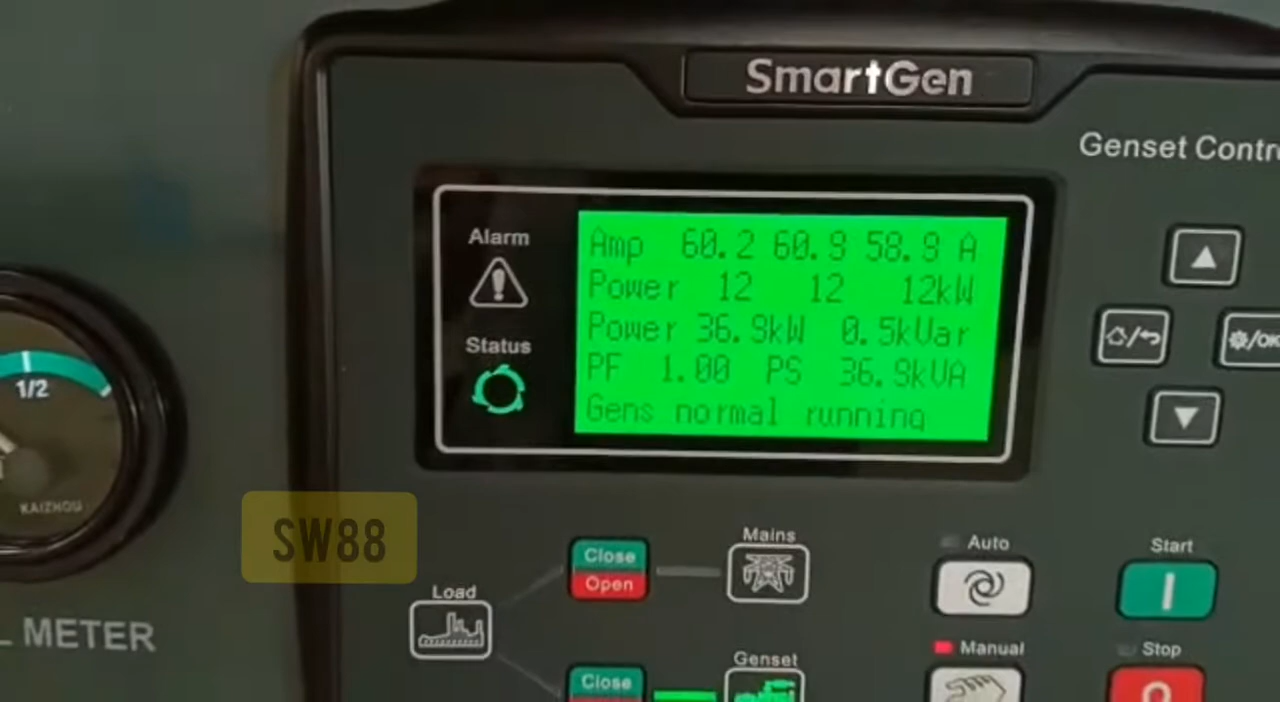 SmartGen
Genset Contr
Alarm
Amp 60.2 60.9 58.9 A
Power 12 12 12kW
Power 36.9kW 0.5kVar
Status
PF 1.00 PS 36.9kVA
Gens normal running
1/2
KAIZHOU
SW88
L METER
Load
Close
Open
Mains
Auto
Start
Manual
Stop
Close
Genset
/OK